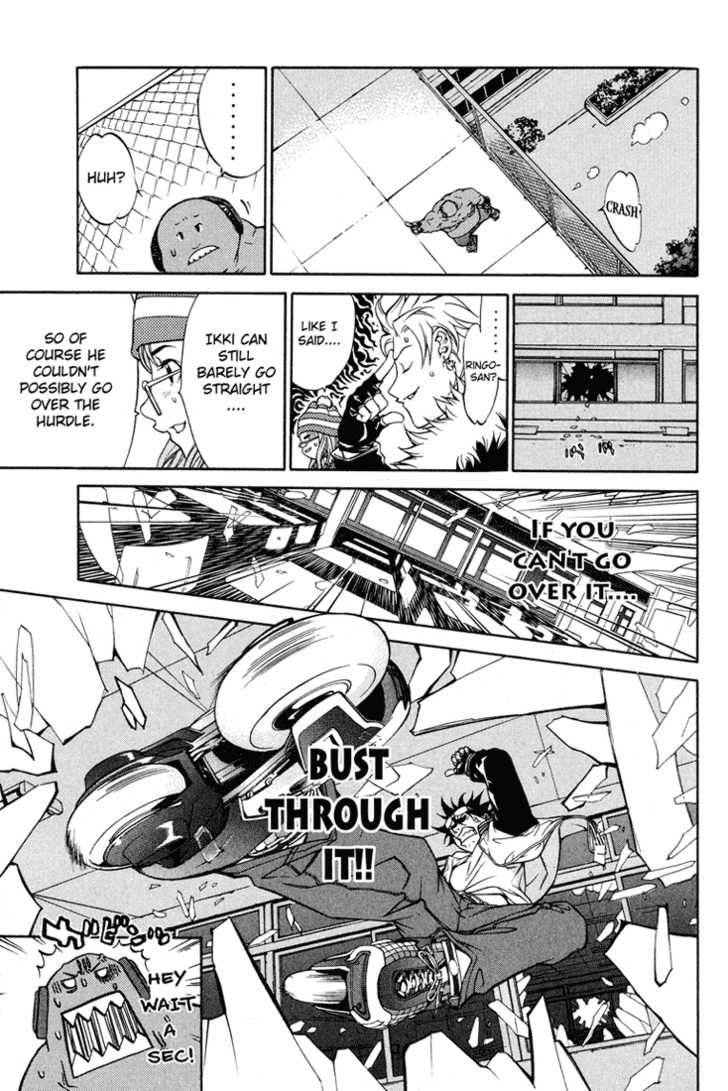 CRASH
......
HUH?
.....
RINGO-
SAN?
LIKE I
SAID....
IKKI CAN
STILL
BARELY GO
STRAIGHT
....
SO OF
COURSE HE
COULDN'T
POSSIBLY GO
OVER THE
HURDLE.
IF YOU
CAN'T GO
OVER IT....
BUST
THROUGH
IT!!
HEY
WAIT
A
SEC!